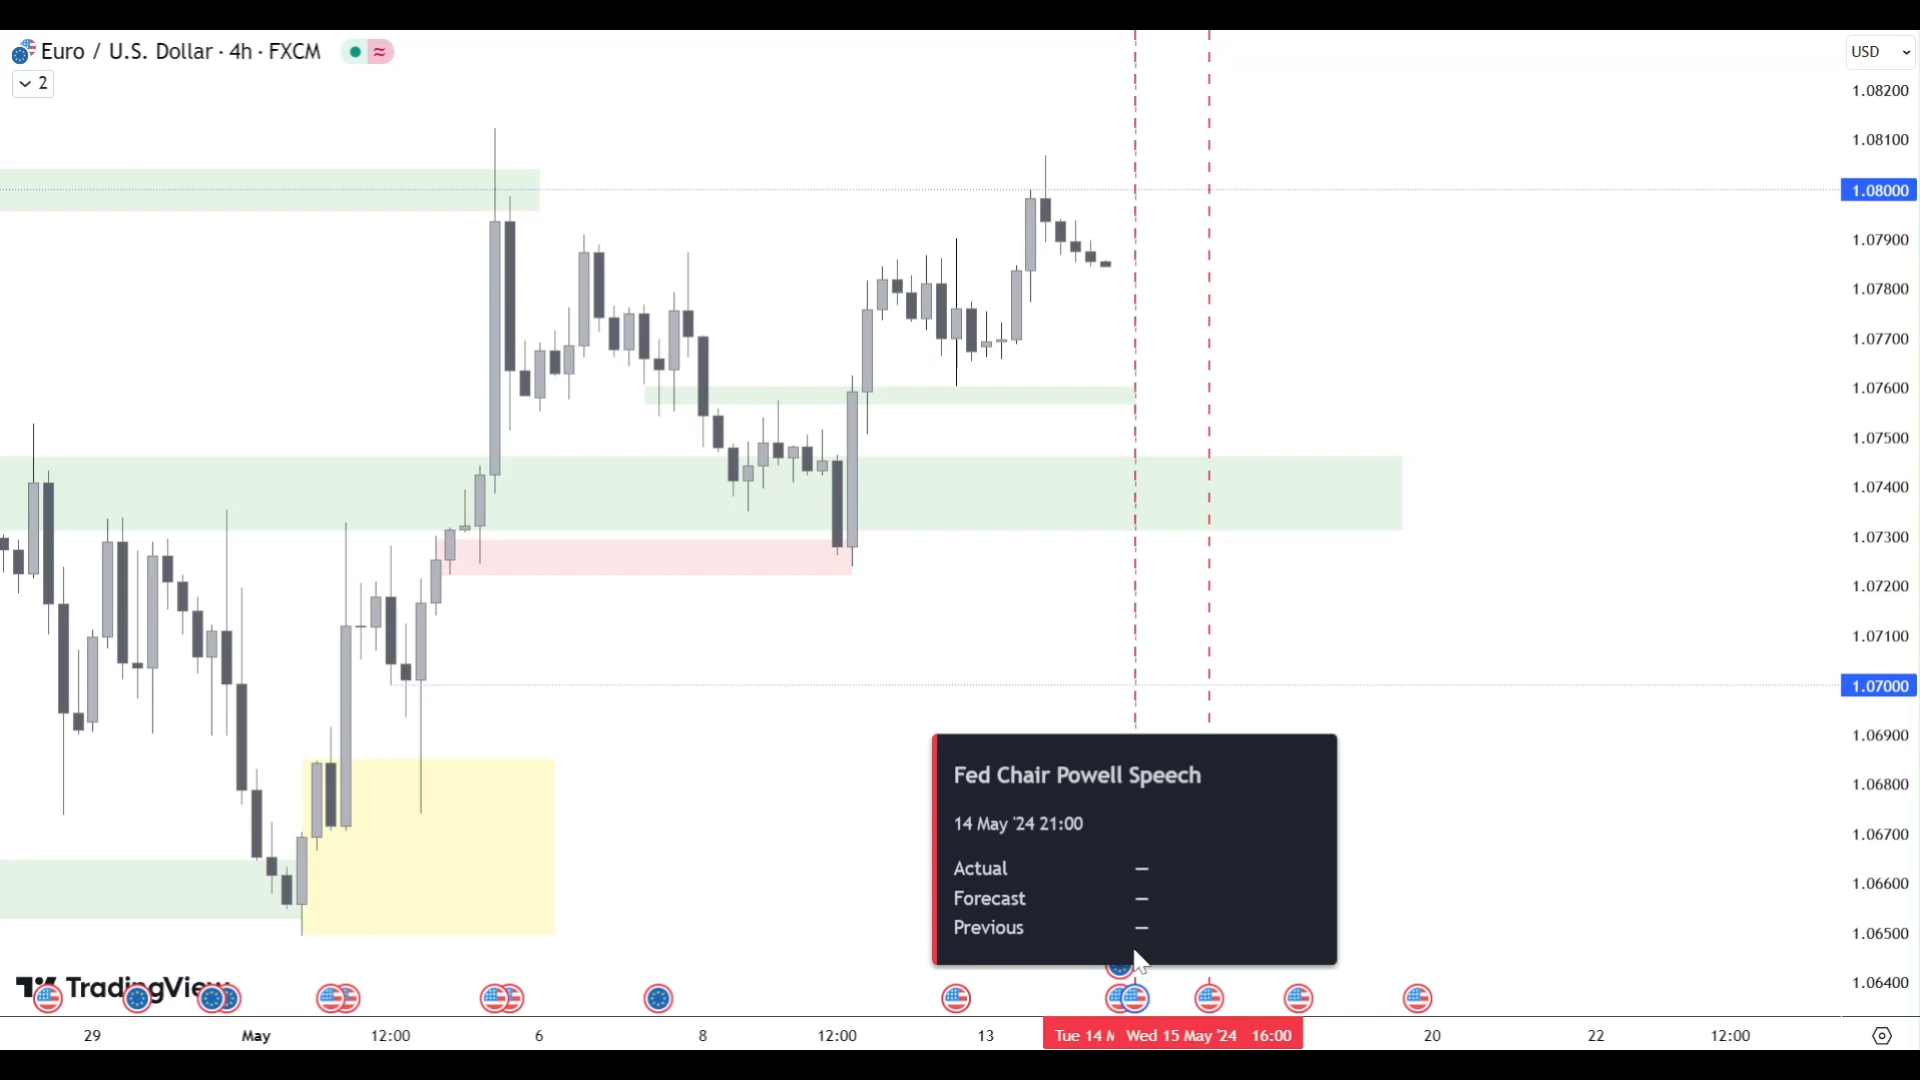 Euro / U.S. Dollar · 4h · FXCM
USD
2
1.08200
1.08100
1.08000
1.07900
1.07800
1.07700
1.07600
1.07500
1.07400
1.07300
1.07200
1.07100
1.07000
1.06900
1.06800
1.06700
1.06600
1.06500
1.06400
Fed Chair Powell Speech
14 May '24 21:00
Actual —
Forecast —
Previous —
TradingView
29 May 12:00 6 8 12:00 13 Tue 14 Wed 15 May '24 16:00 20 22 12:00